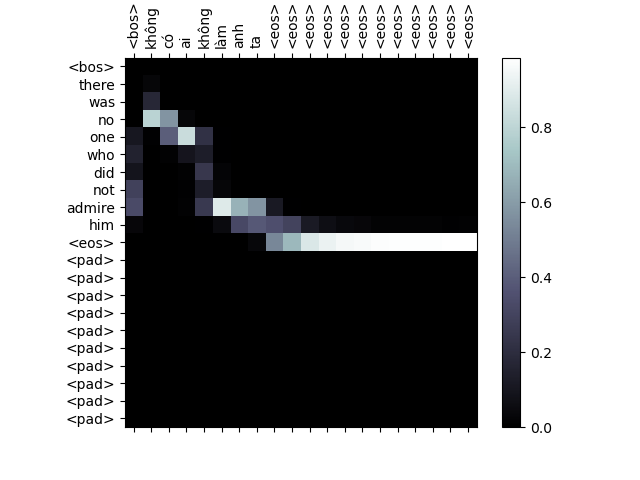 <bos> không có ai không làm anh ta <eos> <eos> <eos> <eos> <eos> <eos> <eos> <eos> <eos> <eos> <eos> <eos>
<bos>
there
was
no
one
who
did
not
admire
him
<eos>
<pad>
<pad>
<pad>
<pad>
<pad>
<pad>
<pad>
<pad>
<pad>
<pad>
0.8
0.6
0.4
0.2
0.0